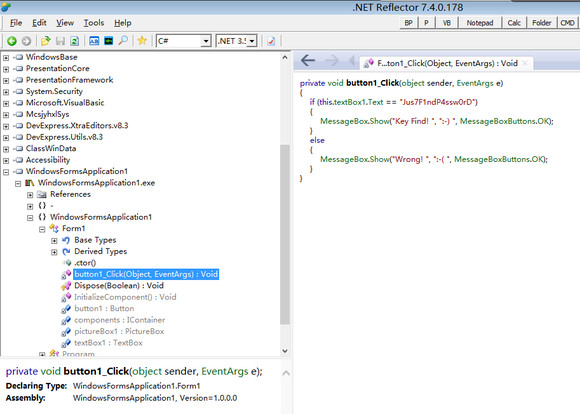 .NET Reflector 7.4.0.178
File Edit View Tools Help
BP P VB Notepad Calc Folder CMD
C# .NET 3.5
F...ton1_Click(Object, EventArgs) : Void
WindowsBase
PresentationCore
PresentationFramework
System.Security
Microsoft.VisualBasic
McsjyhxlSys
DevExpress.XtraEditors.v8.3
DevExpress.Utils.v8.3
ClassWinData
Accessibility
WindowsFormsApplication1
WindowsFormsApplication1.exe
References
{} -
{} WindowsFormsApplication1
Form1
Base Types
Derived Types
.ctor()
button1_Click(Object, EventArgs) : Void
Dispose(Boolean) : Void
InitializeComponent() : Void
button1 : Button
components : IContainer
pictureBox1 : PictureBox
textBox1 : TextBox
Program
private void button1_Click(object sender, EventArgs e);
Declaring Type: WindowsFormsApplication1.Form1
Assembly: WindowsFormsApplication1, Version=1.0.0.0
private void button1_Click(object sender, EventArgs e)
{
if (this.textBox1.Text == "Jus7F1ndP4ssw0rD")
{
MessageBox.Show("Key Find! ", ":-) ", MessageBoxButtons.OK);
}
else
{
MessageBox.Show("Wrong! ", ":-( ", MessageBoxButtons.OK);
}
}